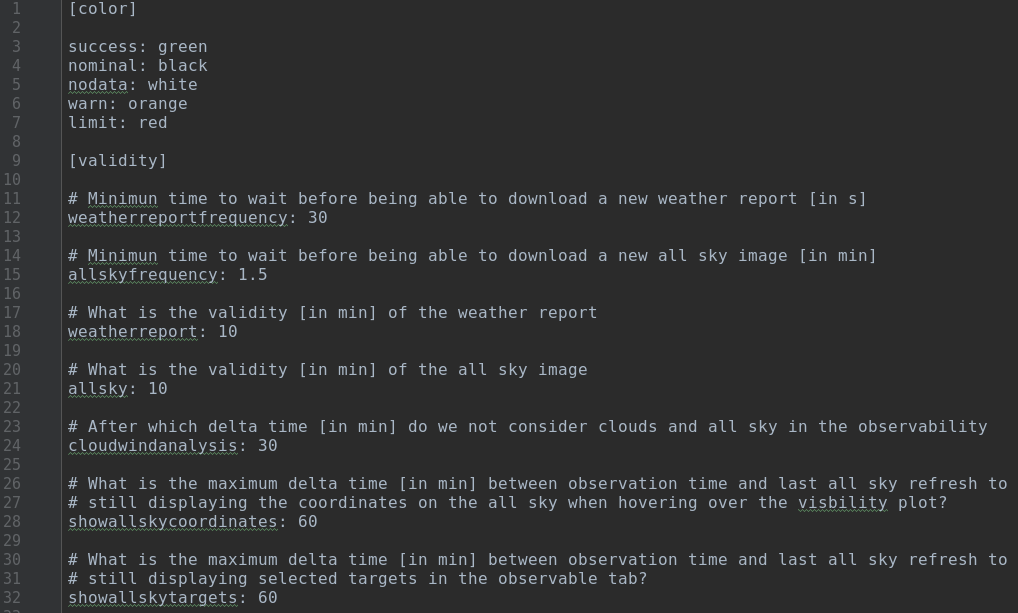 1 [color]
2
3 success: green
4 nominal: black
5 nodata: white
6 warn: orange
7 limit: red
8
9 [validity]
10
11 # Minimun time to wait before being able to download a new weather report [in s]
12 weatherreportfrequency: 30
13
14 # Minimun time to wait before being able to download a new all sky image [in min]
15 allskyfrequency: 1.5
16
17 # What is the validity [in min] of the weather report
18 weatherreport: 10
19
20 # What is the validity [in min] of the all sky image
21 allsky: 10
22
23 # After which delta time [in min] do we not consider clouds and all sky in the observability
24 cloudwindanalysis: 30
25
26 # What is the maximum delta time [in min] between observation time and last all sky refresh to
27 # still displaying the coordinates on the all sky when hovering over the visbility plot?
28 showallskycoordinates: 60
29
30 # What is the maximum delta time [in min] between observation time and last all sky refresh to
31 # still displaying selected targets in the observable tab?
32 showallskytargets: 60